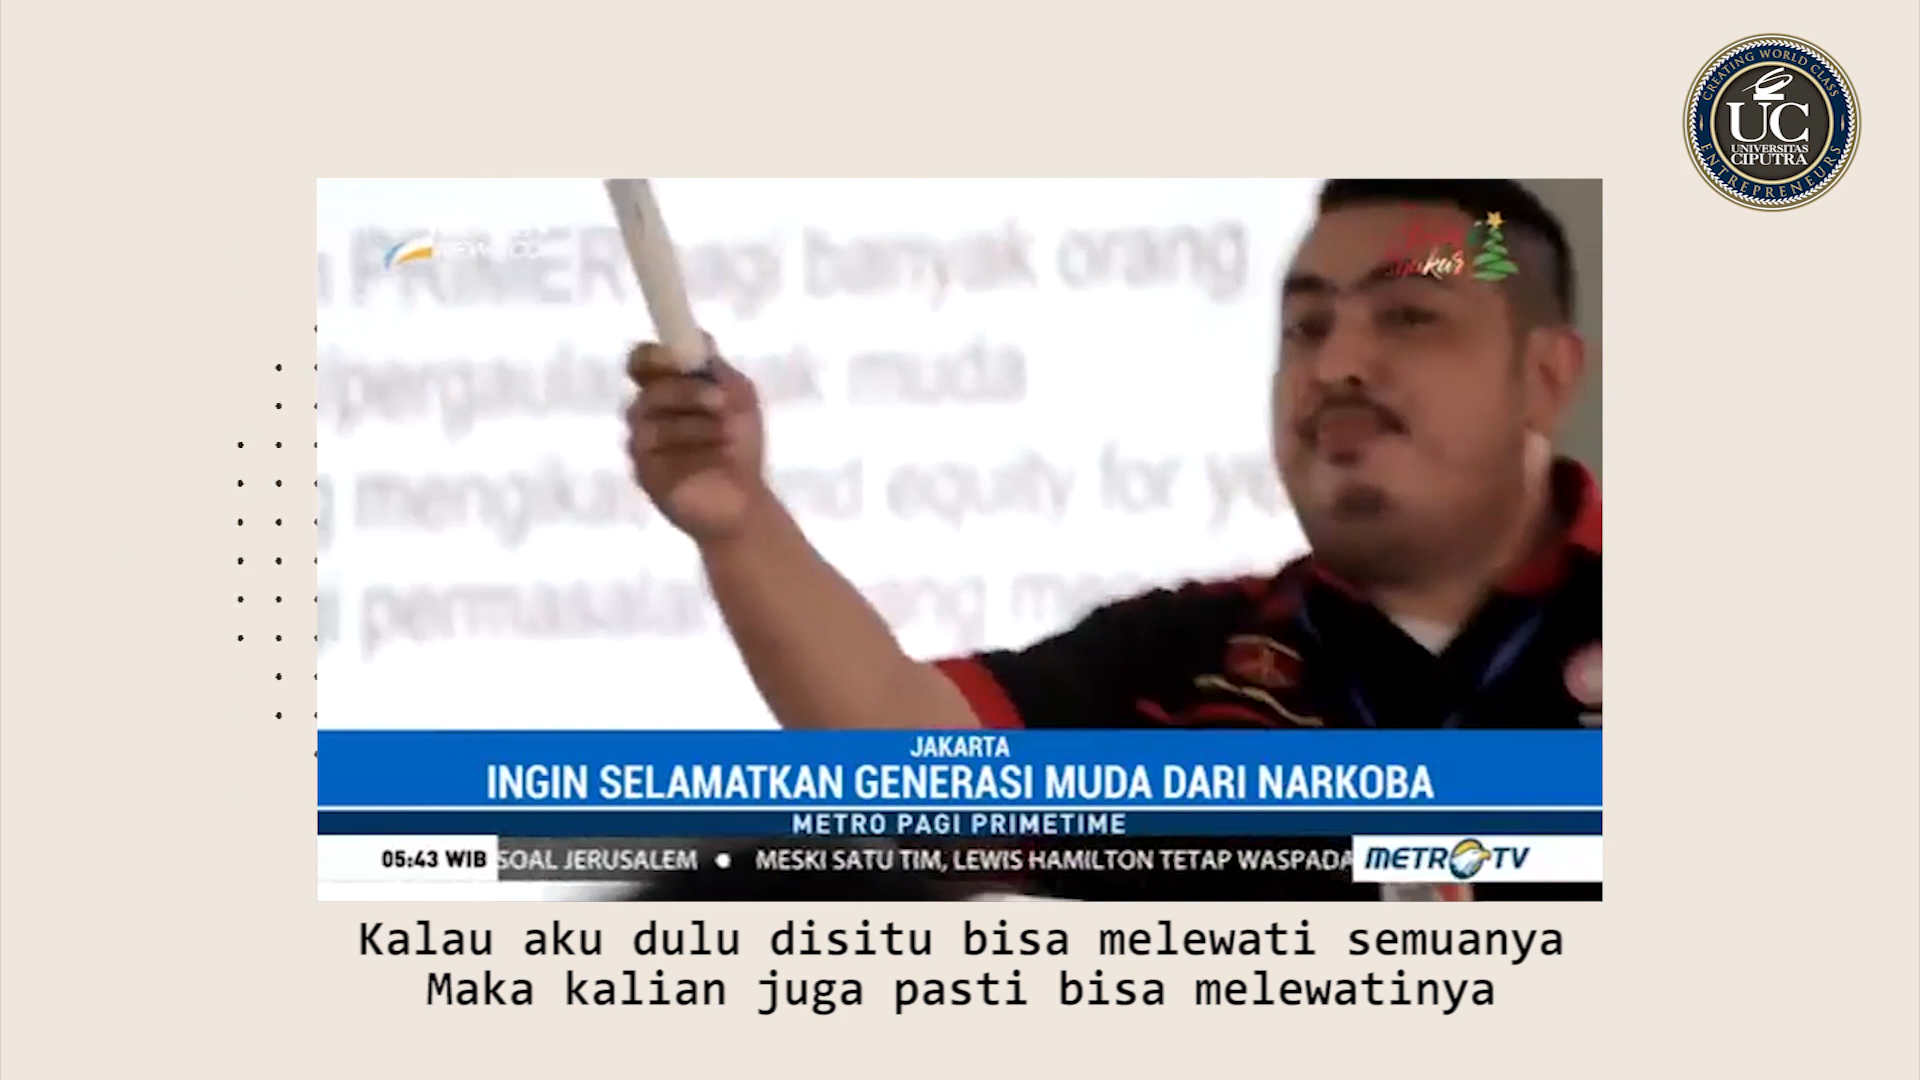 CREATING WORLD CLASS
UC
UNIVERSITAS
CIPUTRA
ENTREPRENEURS
PRIMER bagi banyak orang
muda
equity for
JAKARTA
INGIN SELAMATKAN GENERASI MUDA DARI NARKOBA
METRO PAGI PRIMETIME
05:43 WIB SOAL JERUSALEM • MESKI SATU TIM, LEWIS HAMILTON TETAP WASPADA METRO TV
Kalau aku dulu disitu bisa melewati semuanya
Maka kalian juga pasti bisa melewatinya